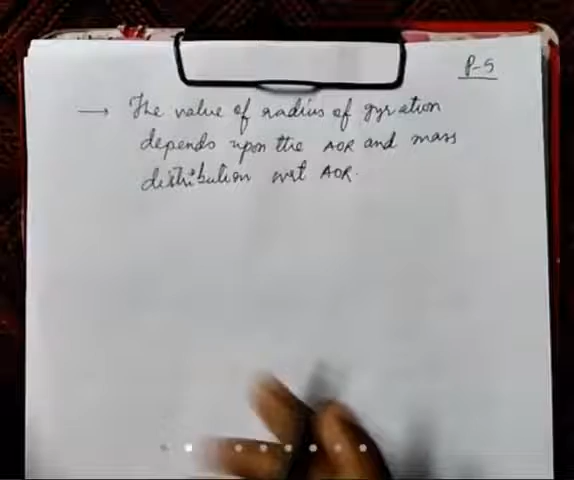 P-5
→ The value of radius of gyration
depends upon the AOR and mass
distribution wrt AOR.